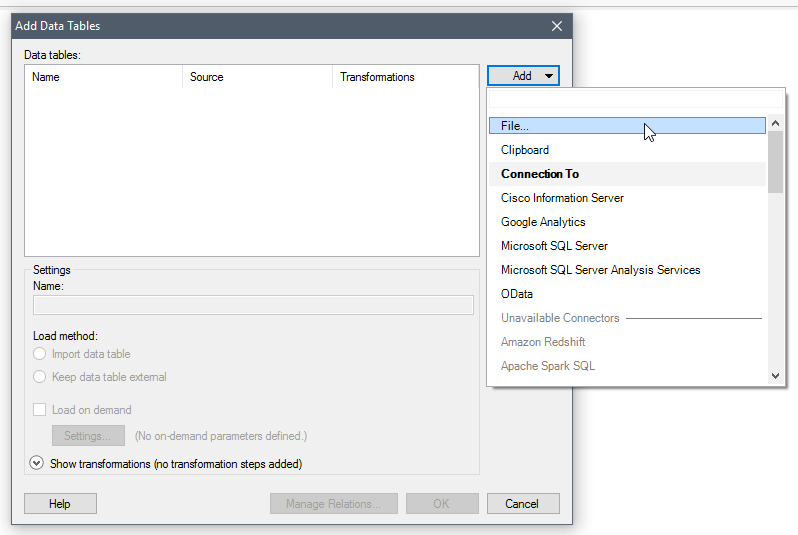 Add Data Tables
Data tables:
Name Source Transformations
Add
File...
Clipboard
Connection To
Cisco Information Server
Google Analytics
Microsoft SQL Server
Microsoft SQL Server Analysis Services
OData
Unavailable Connectors
Amazon Redshift
Apache Spark SQL
Settings
Name:
Load method:
Import data table
Keep data table external
Load on demand
Settings... (No on-demand parameters defined.)
Show transformations (no transformation steps added)
Help Manage Relations... OK Cancel